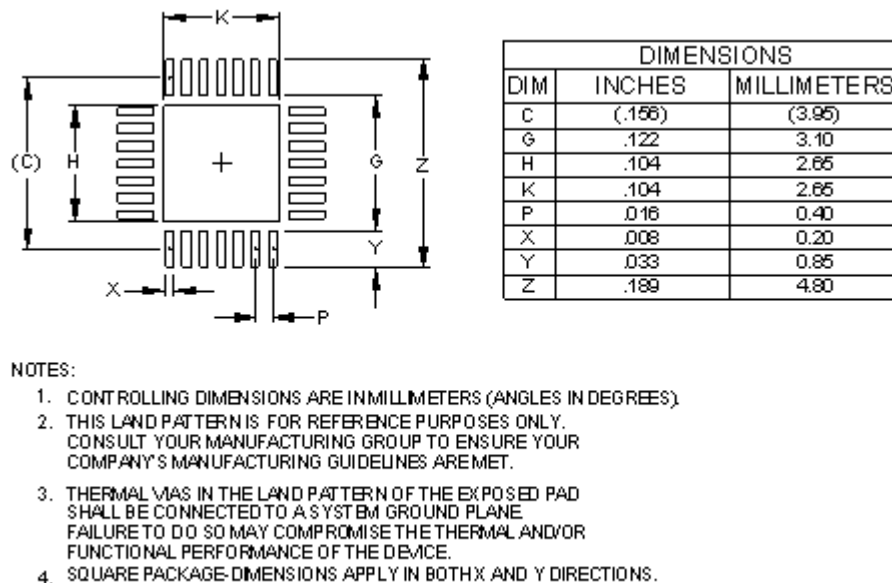 K
(C)
H
G
Z
Y
X
P
DIMENSIONS
DIM INCHES MILLIMETERS
C (.156) (3.95)
G .122 3.10
H .104 2.65
K .104 2.65
P .016 0.40
X .008 0.20
Y .033 0.85
Z .189 4.80
NOTES:
1. CONTROLLING DIMENSIONS ARE IN MILLIMETERS (ANGLES IN DEGREES).
2. THIS LAND PATTERN IS FOR REFERENCE PURPOSES ONLY.
CONSULT YOUR MANUFACTURING GROUP TO ENSURE YOUR
COMPANY'S MANUFACTURING GUIDELINES ARE MET.
3. THERMAL VIAS IN THE LAND PATTERN OF THE EXPOSED PAD
SHALL BE CONNECTED TO A SYSTEM GROUND PLANE.
FAILURE TO DO SO MAY COMPROMISE THE THERMAL AND/OR
FUNCTIONAL PERFORMANCE OF THE DEVICE.
4. SQUARE PACKAGE-DIMENSIONS APPLY IN BOTH X AND Y DIRECTIONS.